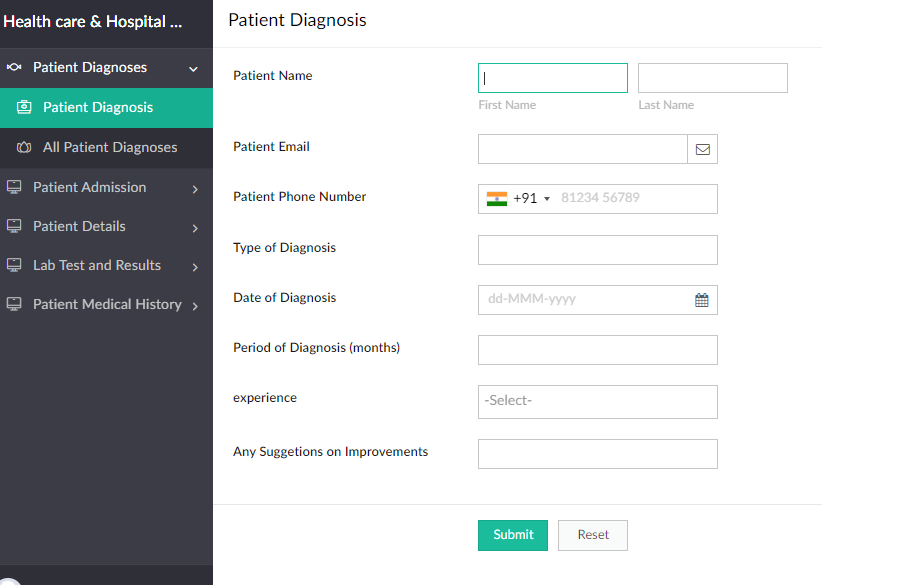 Health care & Hospital ...
Patient Diagnoses
Patient Diagnosis
All Patient Diagnoses
Patient Admission
Patient Details
Lab Test and Results
Patient Medical History
Patient Diagnosis
Patient Name
First Name
Last Name
Patient Email
Patient Phone Number
+91
81234 56789
Type of Diagnosis
Date of Diagnosis
dd-MMM-yyyy
Period of Diagnosis (months)
experience
-Select-
Any Suggetions on Improvements
Submit
Reset